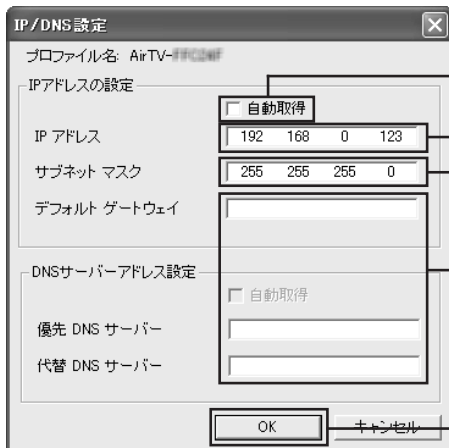 IP/DNS設定
プロファイル名: AirTV-
IPアドレスの設定
自動取得
IP アドレス 192 168 0 123
サブネット マスク 255 255 255 0
デフォルト ゲートウェイ
DNSサーバーアドレス設定
自動取得
優先 DNS サーバー
代替 DNS サーバー
OK キャンセル